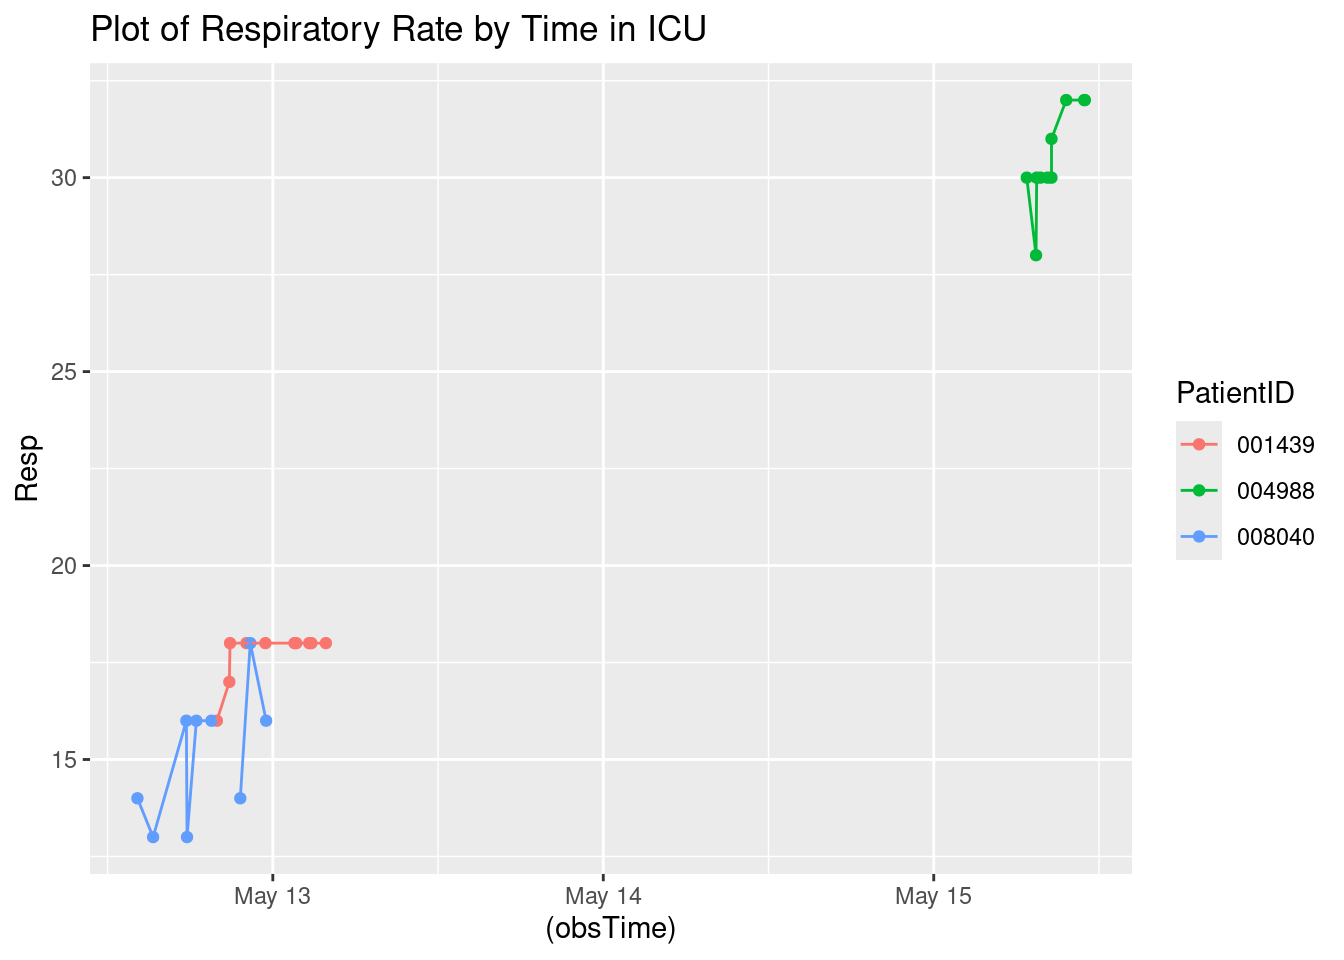 Plot of Respiratory Rate by Time in ICU
30
25
20
15
Resp
May 13
May 14
May 15
(obsTime)
PatientID
001439
004988
008040